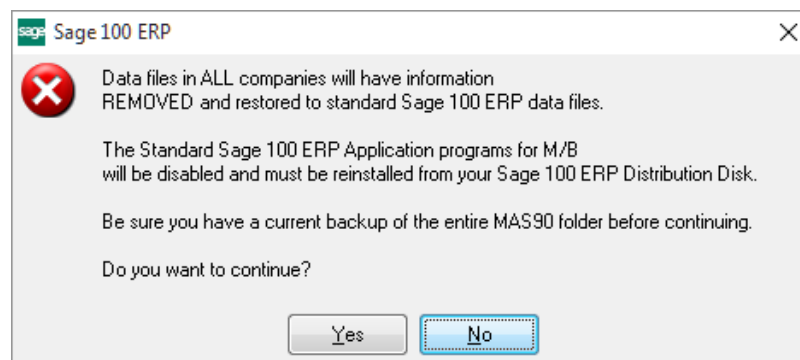 sage Sage 100 ERP
Data files in ALL companies will have information
REMOVED and restored to standard Sage 100 ERP data files.
The Standard Sage 100 ERP Application programs for M/B
will be disabled and must be reinstalled from your Sage 100 ERP Distribution Disk.
Be sure you have a current backup of the entire MAS90 folder before continuing.
Do you want to continue?
Yes No